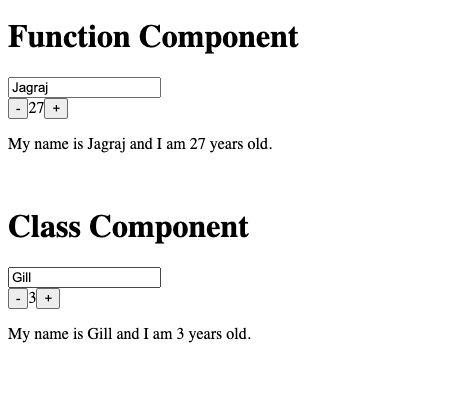 Function Component
Jagraj
- 27 +
My name is Jagraj and I am 27 years old.
Class Component
Gill
- 3 +
My name is Gill and I am 3 years old.